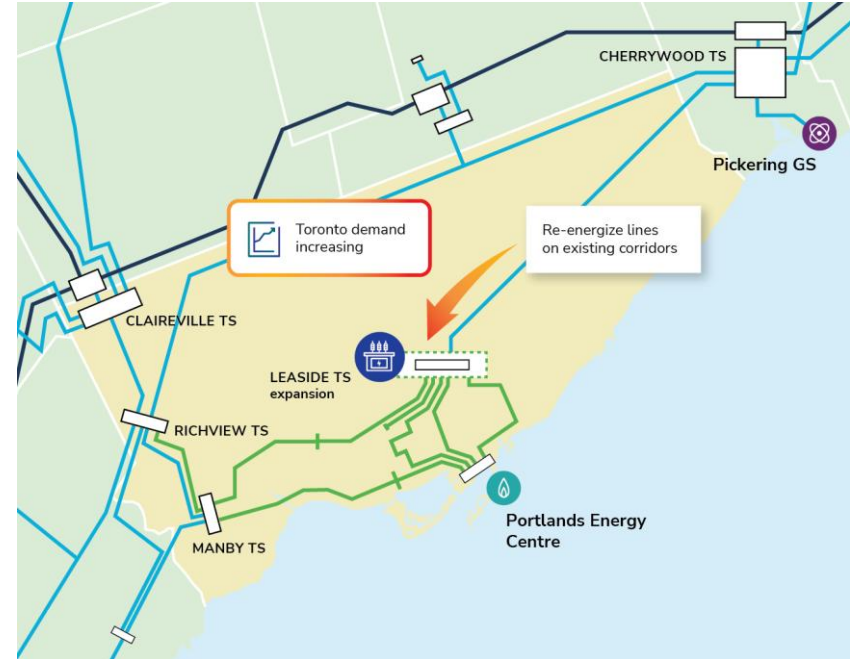 CHERRYWOOD TS
Pickering GS
Toronto demand
increasing
Re-energize lines
on existing corridors
CLAIREVILLE TS
LEASIDE TS
expansion
RICHVIEW TS
MANBY TS
Portlands Energy
Centre